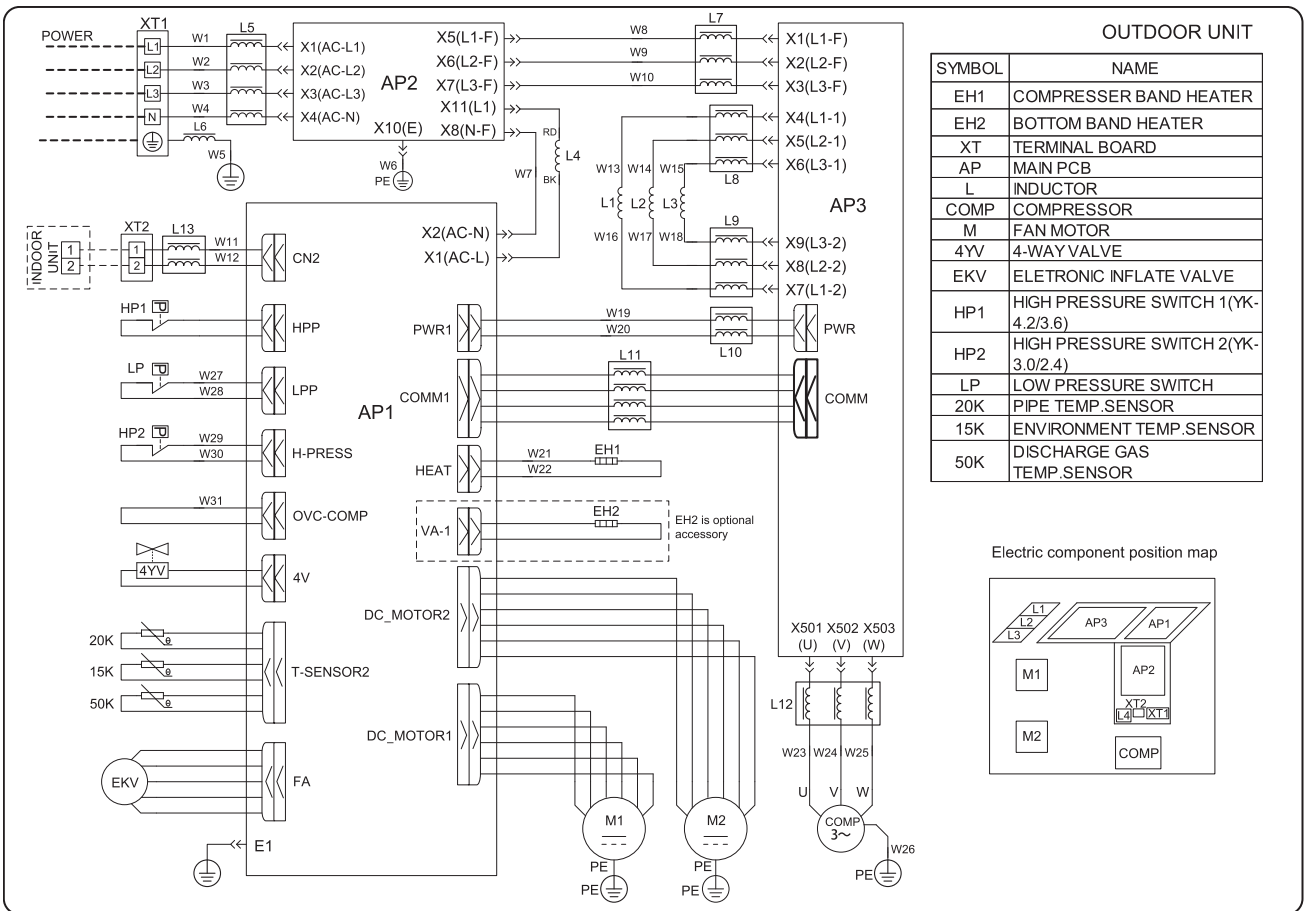 POWER
XT1
L1
L2
L3
N
W1
W2
W3
W4
L5
L6
W5
X1(AC-L1)
X2(AC-L2)
X3(AC-L3)
X4(AC-N)
AP2
X10(E)
W6
PE
X5(L1-F)
X6(L2-F)
X7(L3-F)
X11(L1)
X8(N-F)
RD
L4
BK
W7
W8
W9
W10
L7
X1(L1-F)
X2(L2-F)
X3(L3-F)
X4(L1-1)
X5(L2-1)
X6(L3-1)
L8
W13
W14
W15
L1
L2
L3
W16
W17
W18
L9
AP3
X9(L3-2)
X8(L2-2)
X7(L1-2)
INDOOR
UNIT
1
2
XT2
1
2
L13
W11
W12
CN2
X2(AC-N)
X1(AC-L)
HP1
P
HPP
PWR1
W19
W20
L10
PWR
LP
P
W27
W28
LPP
AP1
COMM1
L11
COMM
HP2
P
W29
W30
H-PRESS
HEAT
W21
W22
EH1
W31
OVC-COMP
VA-1
EH2
EH2 is optional
accessory
4YV
4V
DC_MOTOR2
20K
15K
50K
θ
θ
θ
T-SENSOR2
DC_MOTOR1
EKV
FA
E1
M1
PE
PE
M2
PE
PE
X501
(U)
X502
(V)
X503
(W)
L12
W23
W24
W25
U
V
W
COMP
3~
W26
PE
OUTDOOR UNIT
SYMBOL NAME
EH1 COMPRESSER BAND HEATER
EH2 BOTTOM BAND HEATER
XT TERMINAL BOARD
AP MAIN PCB
L INDUCTOR
COMP COMPRESSOR
M FAN MOTOR
4YV 4-WAY VALVE
EKV ELETRONIC INFLATE VALVE
HP1 HIGH PRESSURE SWITCH 1(YK-
4.2/3.6)
HP2 HIGH PRESSURE SWITCH 2(YK-
3.0/2.4)
LP LOW PRESSURE SWITCH
20K PIPE TEMP.SENSOR
15K ENVIRONMENT TEMP.SENSOR
50K DISCHARGE GAS
TEMP.SENSOR
Electric component position map
L1
L2
L3
AP3
AP1
M1
AP2
XT2
L4
XT1
M2
COMP